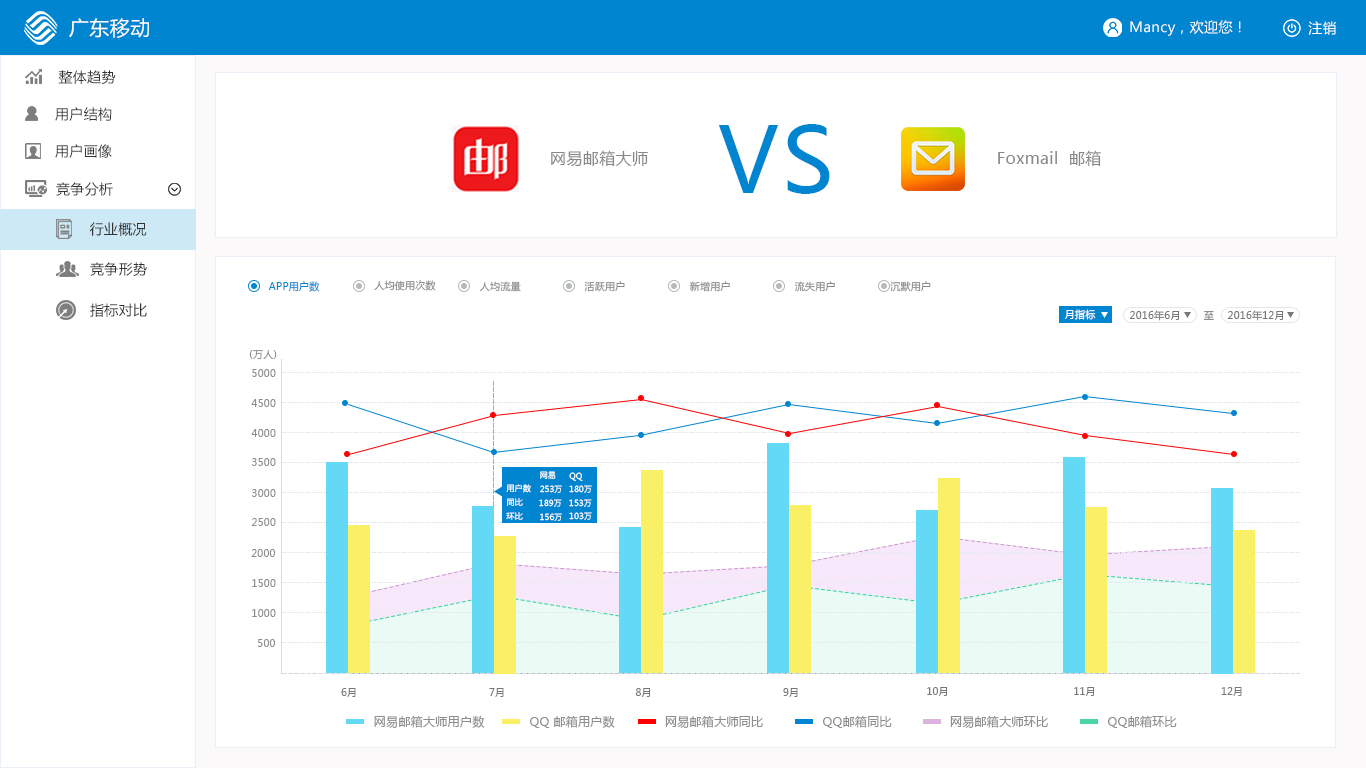 广东移动
Mancy，欢迎您！
注销
整体趋势
用户结构
用户画像
竞争分析
行业概况
竞争形势
指标对比
邮
网易邮箱大师
VS
Foxmail 邮箱
APP用户数 人均使用次数 人均流量 活跃用户 新增用户 流失用户 沉默用户
月指标 ▼ 2016年6月 ▼ 至 2016年12月 ▼
(万人)
5000
4500
4000
3500
3000
2500
2000
1500
1000
500
网易 QQ
用户数 253万 180万
同比 189万 153万
环比 156万 103万
6月 7月 8月 9月 10月 11月 12月
网易邮箱大师用户数 QQ 邮箱用户数 网易邮箱大师同比 QQ邮箱同比 网易邮箱大师环比 QQ邮箱环比